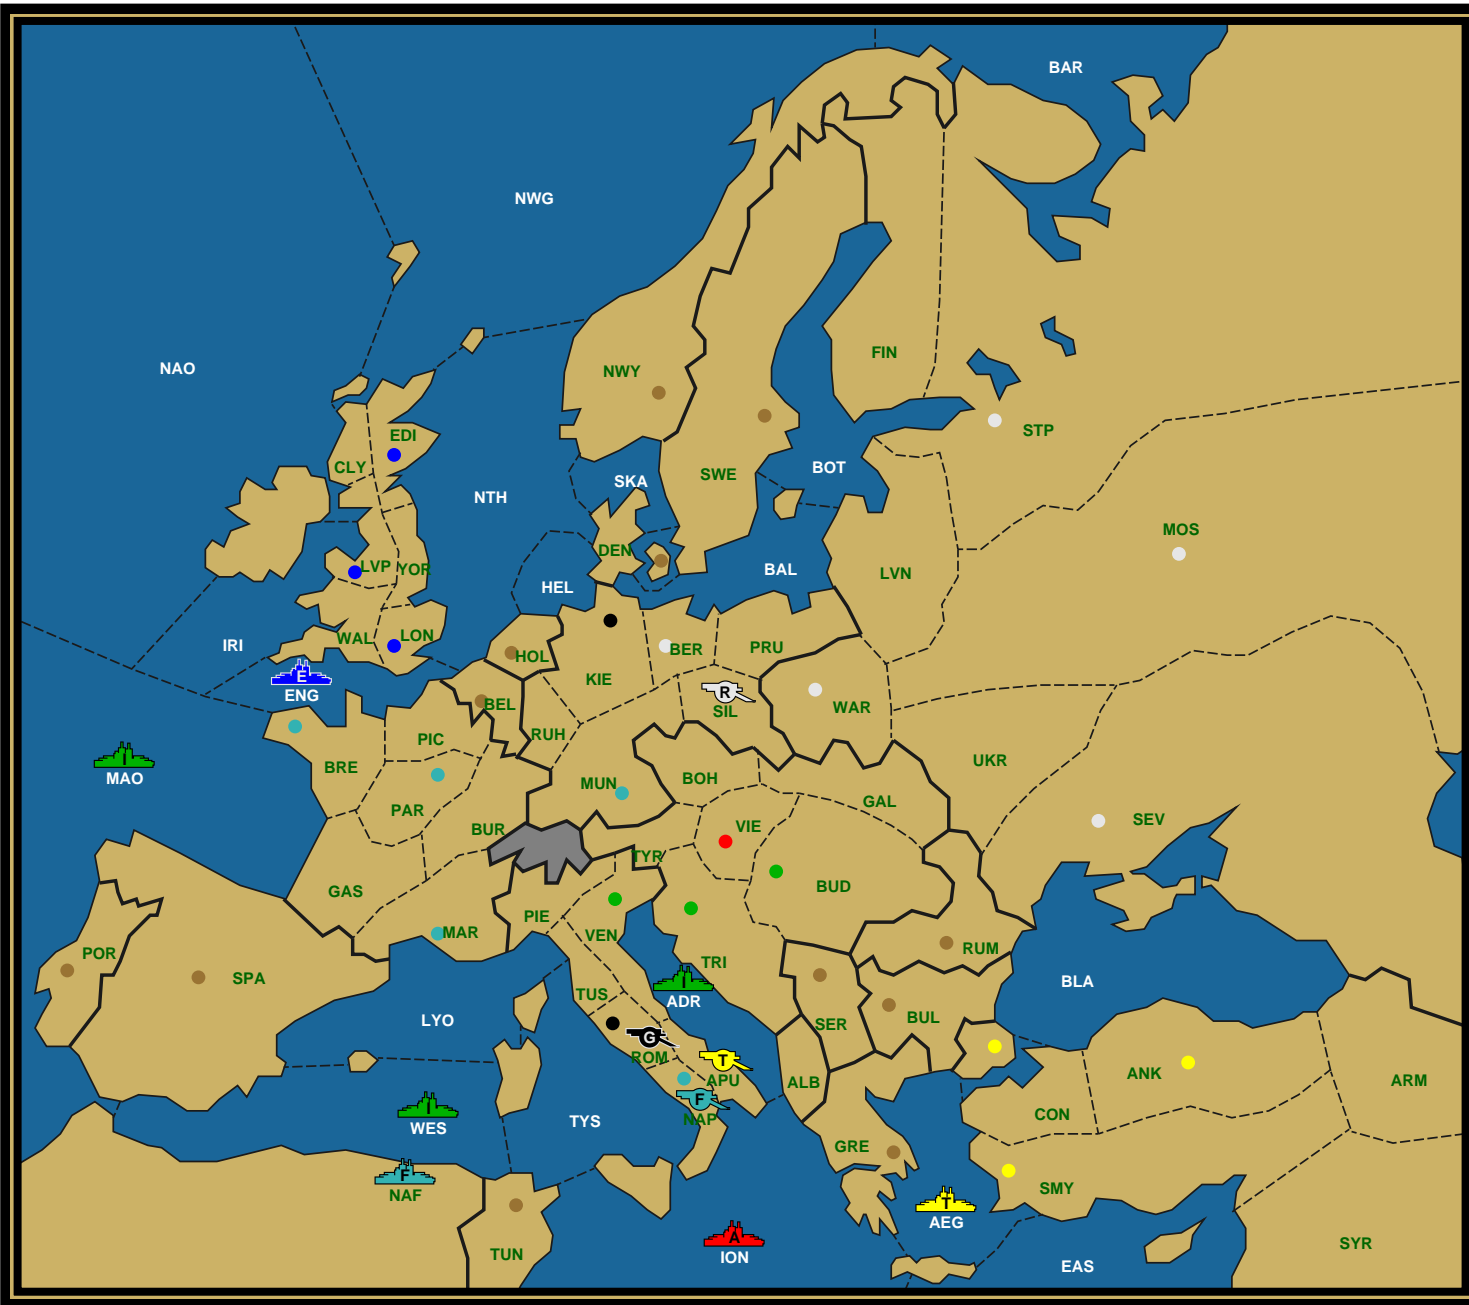 BAR
NWG
NAO
FIN
NWY
STP
EDI
CLY
SWE
BOT
SKA
NTH
MOS
DEN
LVP
YOR
BAL
LVN
HEL
IRI
WAL
LON
HOL
BER
PRU
E
ENG
KIE
R
SIL
BEL
WAR
RUH
PIC
UKR
I
MAO
BRE
MUN
BOH
GAL
PAR
BUR
VIE
SEV
TYR
GAS
BUD
PIE
MAR
VEN
POR
SPA
TRI
RUM
I
ADR
BLA
TUS
LYO
SER
BUL
G
ROM
T
APU
ALB
ANK
ARM
F
NAP
I
WES
TYS
CON
GRE
F
NAF
SMY
T
AEG
A
ION
TUN
SYR
EAS